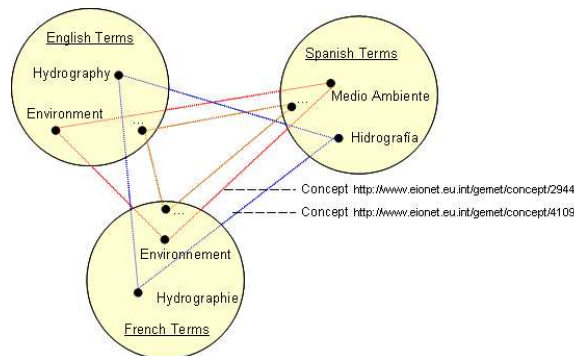 English Terms
Hydrography
Environment
...
Spanish Terms
Medio Ambiente
...
Hidrografía
Concept http://www.eionet.eu.int/gemet/concept/2944
Concept http://www.eionet.eu.int/gemet/concept/4109
...
Environnement
Hydrographie
French Terms